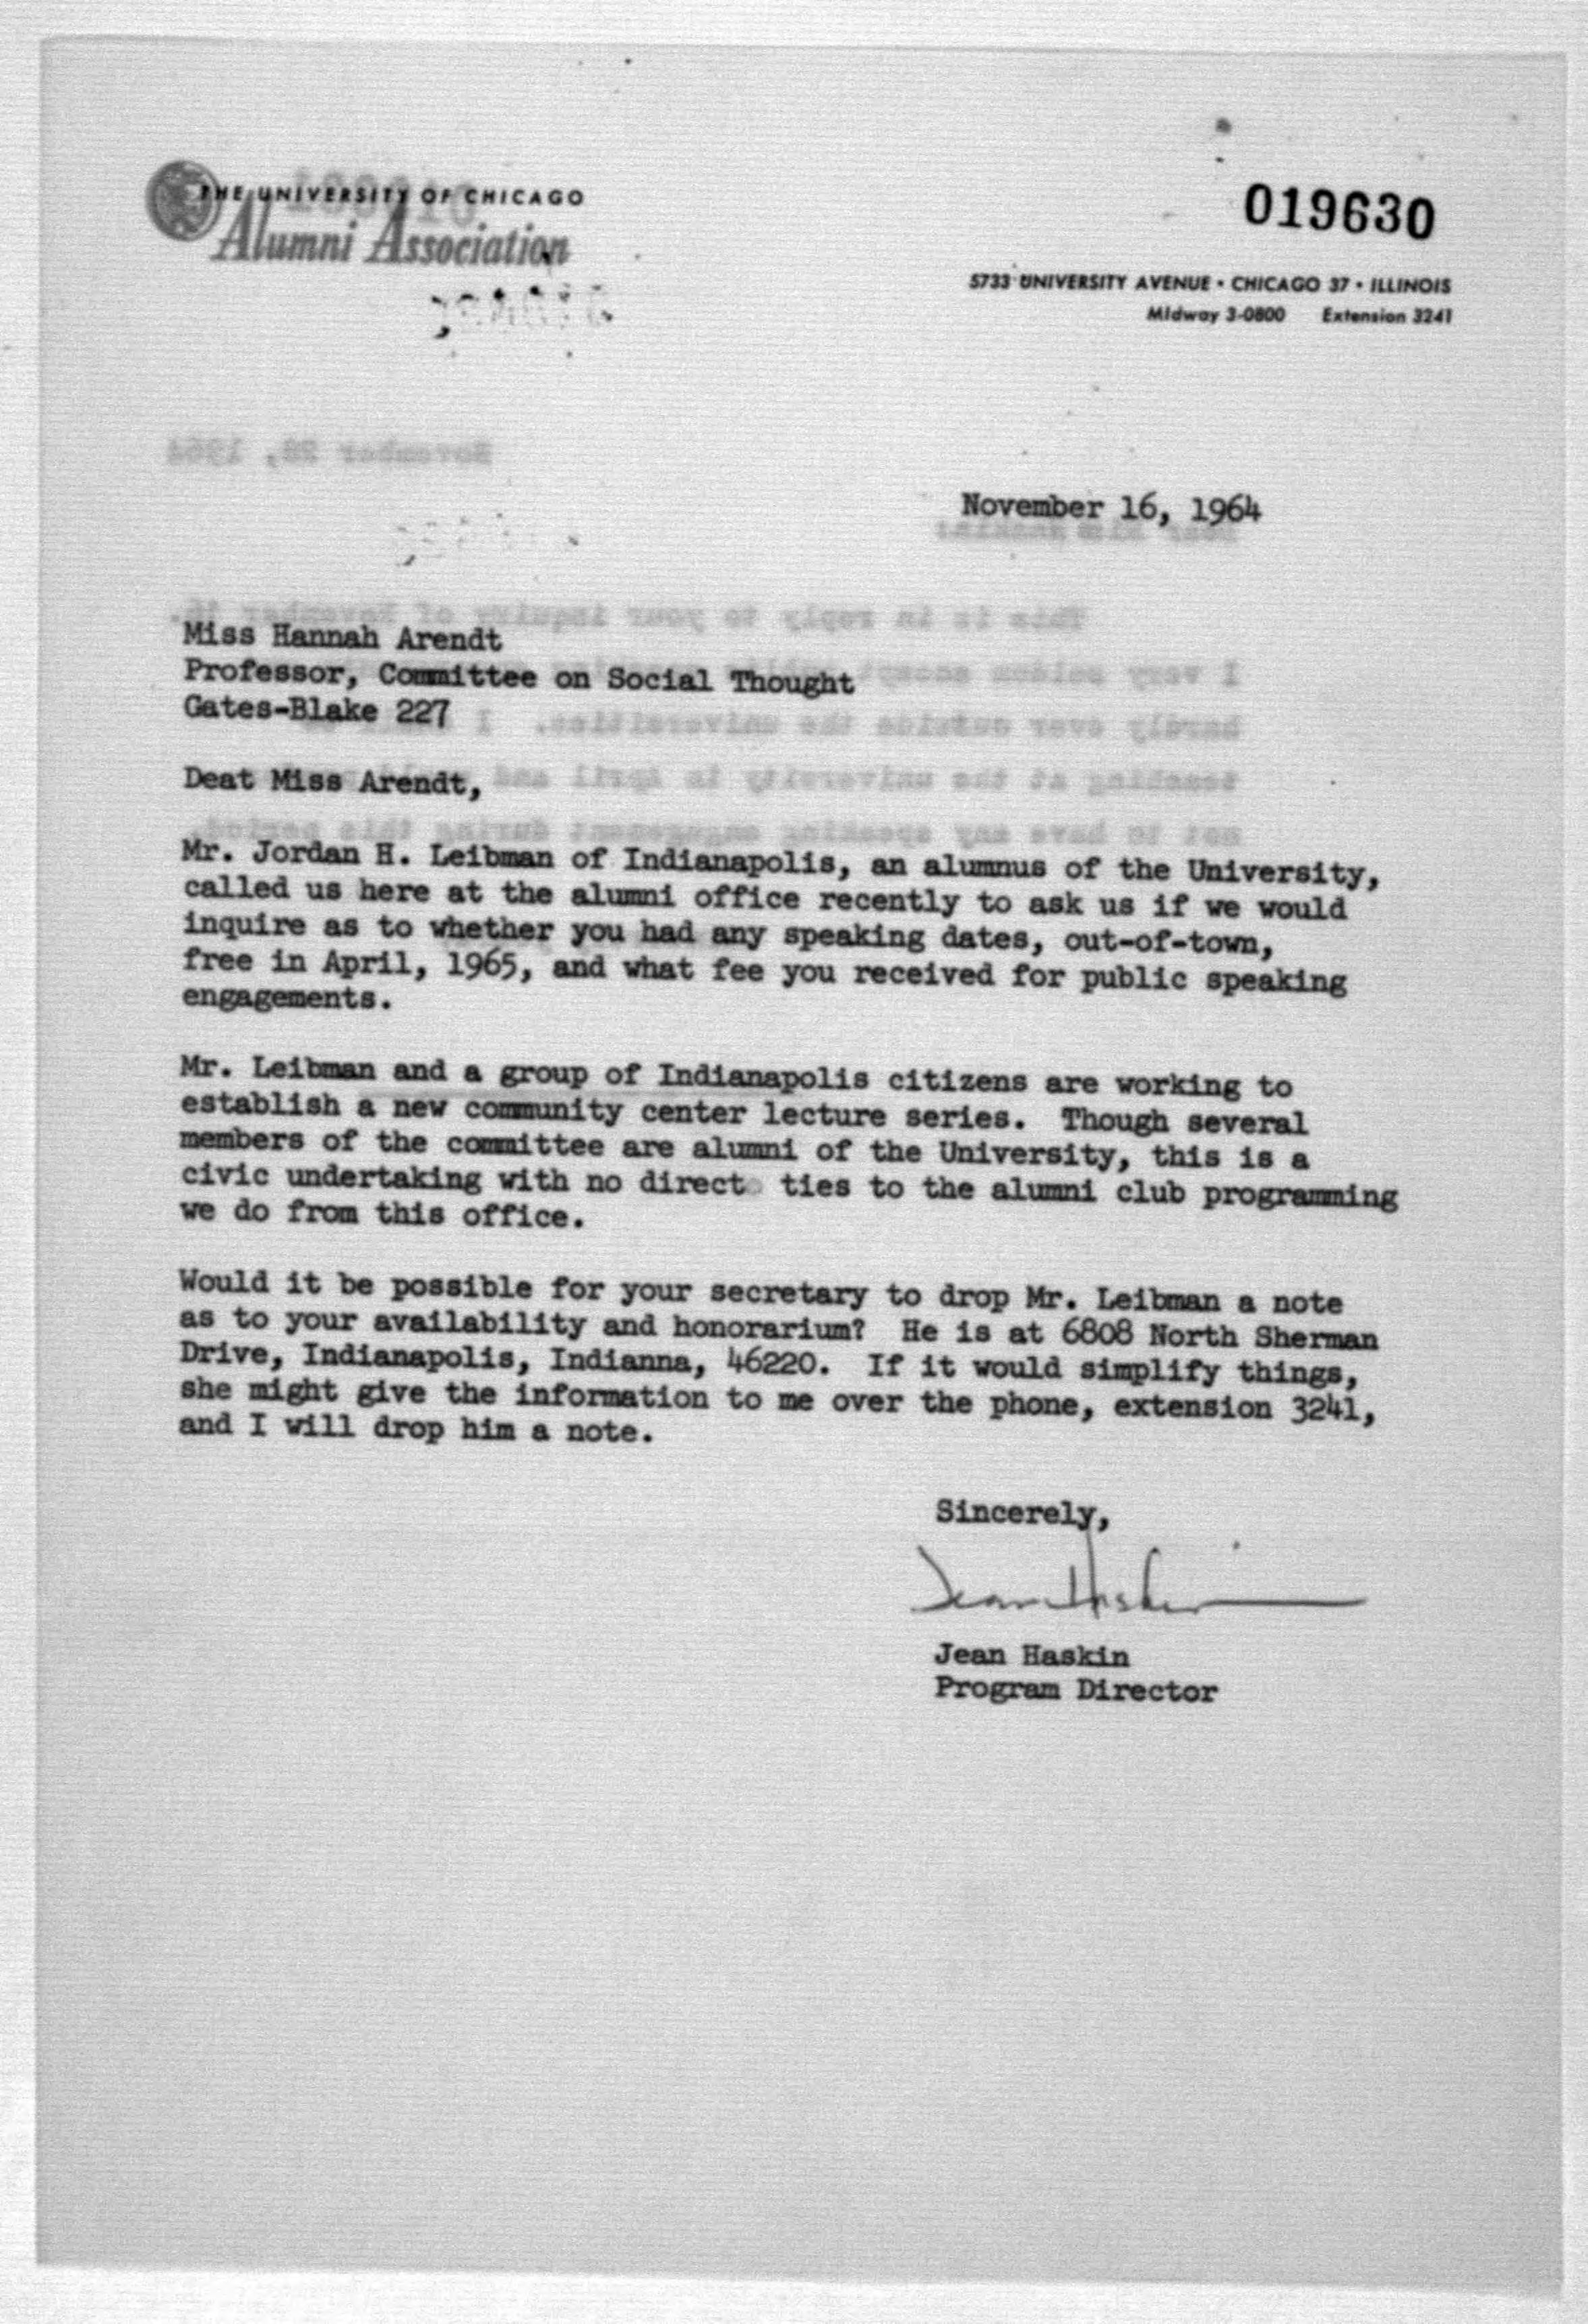 THE UNIVERSITY OF CHICAGO
Alumni Association
019630
5733 UNIVERSITY AVENUE • CHICAGO 37 • ILLINOIS
MIdway 3-0800 Extension 3241
November 16, 1964
Miss Hannah Arendt
Professor, Committee on Social Thought
Gates-Blake 227
Deat Miss Arendt,
Mr. Jordan H. Leibman of Indianapolis, an alumnus of the University,
called us here at the alumni office recently to ask us if we would
inquire as to whether you had any speaking dates, out-of-town,
free in April, 1965, and what fee you received for public speaking
engagements.
Mr. Leibman and a group of Indianapolis citizens are working to
establish a new community center lecture series. Though several
members of the committee are alumni of the University, this is a
civic undertaking with no direct ties to the alumni club programming
we do from this office.
Would it be possible for your secretary to drop Mr. Leibman a note
as to your availability and honorarium? He is at 6808 North Sherman
Drive, Indianapolis, Indianna, 46220. If it would simplify things,
she might give the information to me over the phone, extension 3241,
and I will drop him a note.
Sincerely,
Jean Haskin
Jean Haskin
Program Director